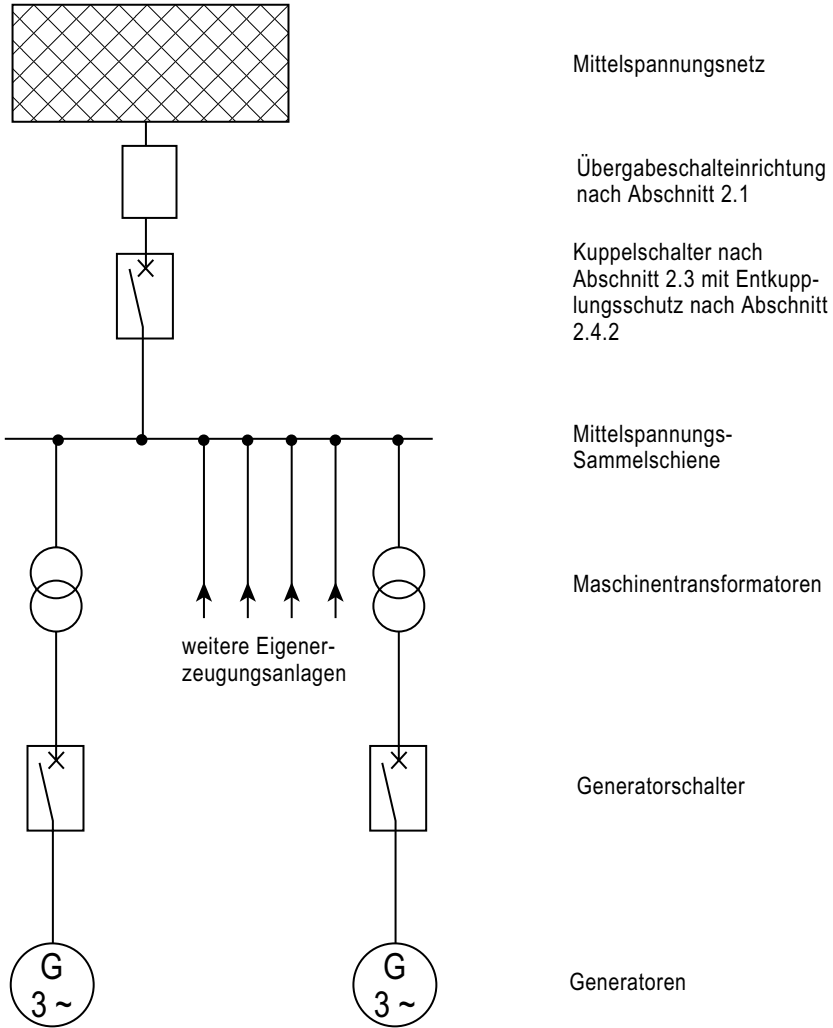 Mittelspannungsnetz
Übergabeschalteinrichtung
nach Abschnitt 2.1
Kuppelschalter nach
Abschnitt 2.3 mit Entkupp-
lungsschutz nach Abschnitt
2.4.2
Mittelspannungs-
Sammelschiene
Maschinentransformatoren
weitere Eigener-
zeugungsanlagen
Generatorschalter
G
3 ~
G
3 ~
Generatoren